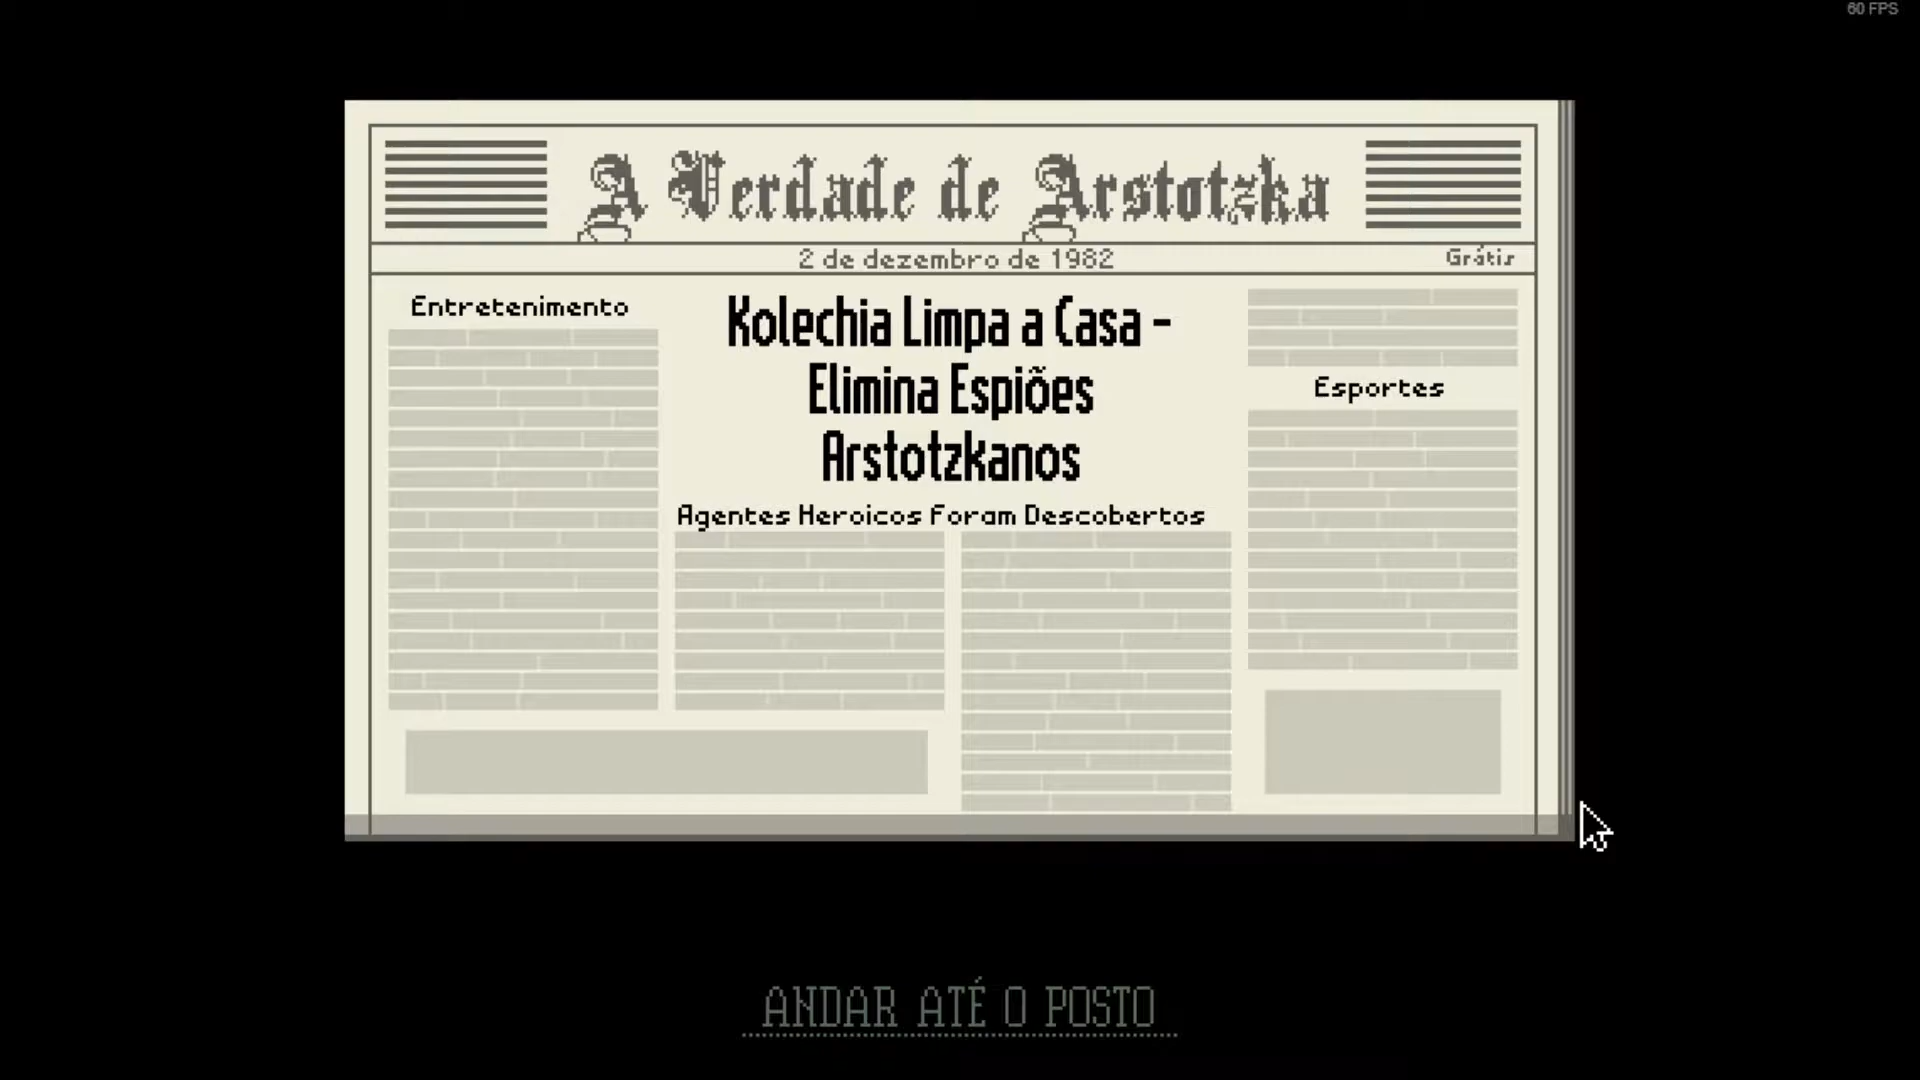 60 FPS
A Verdade de Arstotzka
2 de dezembro de 1982
Grátis
Entretenimento
Kolechia Limpa a Casa -
Elimina Espiões
Arstotzkanos
Agentes Heroicos Foram Descobertos
Esportes
ANDAR ATÉ O POSTO